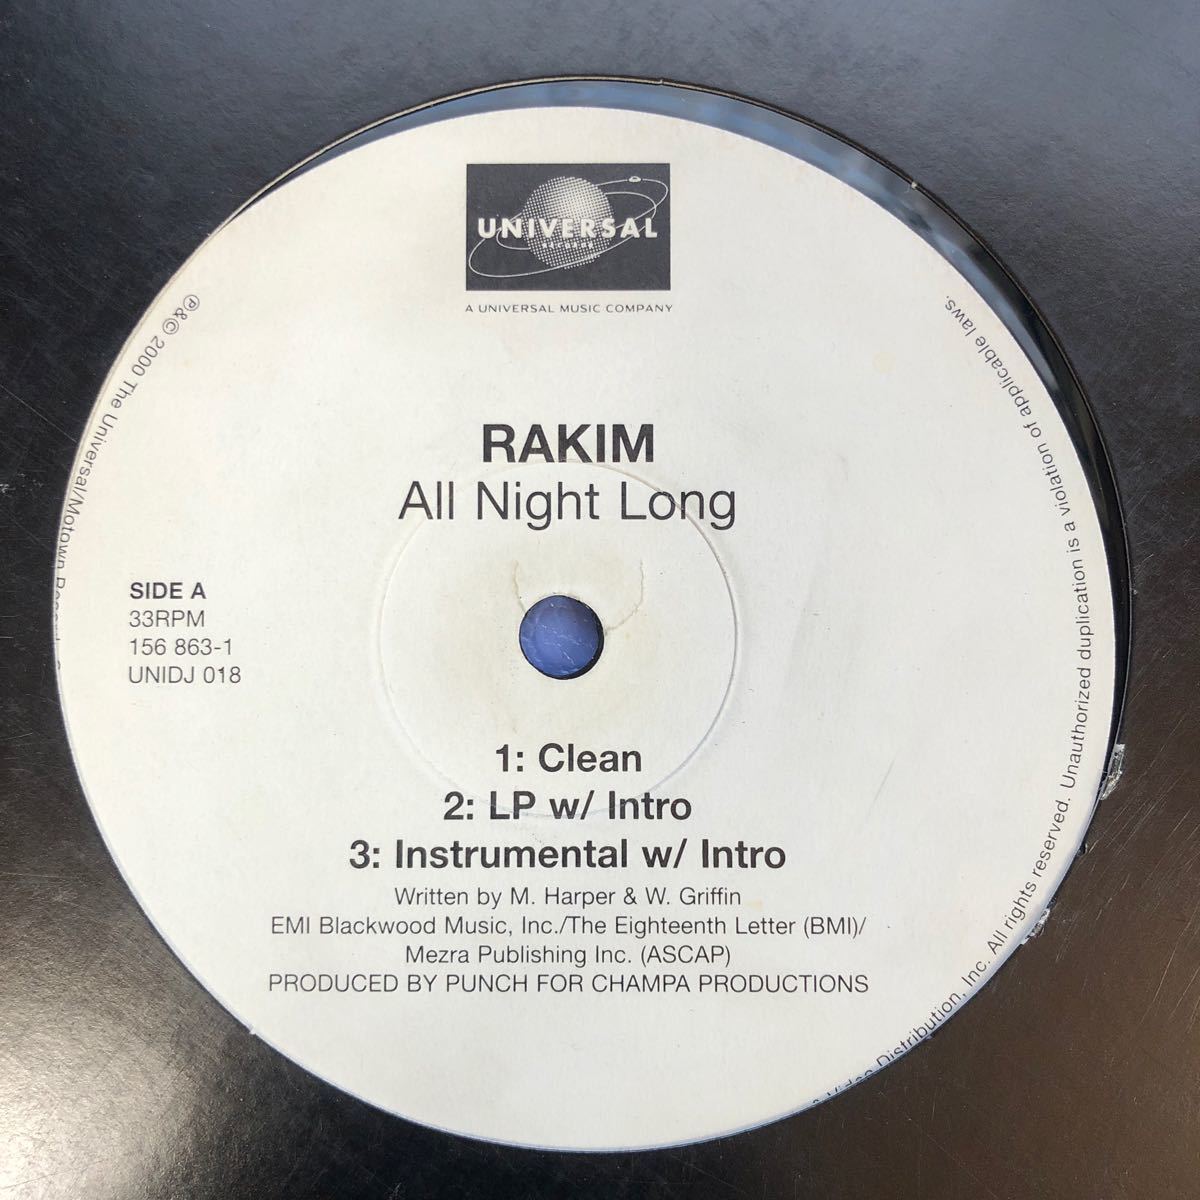 UNIVERSAL
RECORDS
A UNIVERSAL MUSIC COMPANY
RAKIM
All Night Long
SIDE A
33RPM
156 863-1
UNIDJ 018
1: Clean
2: LP w/ Intro
3: Instrumental w/ Intro
Written by M. Harper & W. Griffin
EMI Blackwood Music, Inc./The Eighteenth Letter (BMI)/
Mezra Publishing Inc. (ASCAP)
PRODUCED BY PUNCH FOR CHAMPA PRODUCTIONS
℗&© 2000 The Universal/Motown
Video Distribution, Inc. All rights reserved. Unauthorized duplication is a violation of applicable laws.